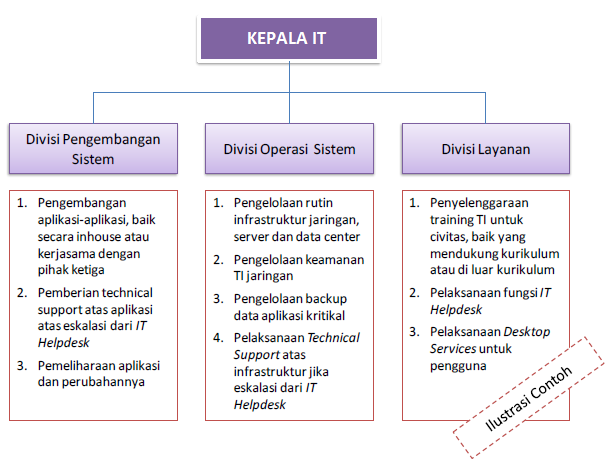 KEPALA IT
Divisi Pengembangan
Sistem
Divisi Operasi Sistem
Divisi Layanan
1. Pengembangan
aplikasi-aplikasi, baik
secara inhouse atau
kerjasama dengan
pihak ketiga
2. Pemberian technical
support atas aplikasi
atas eskalasi dari IT
Helpdesk
3. Pemeliharaan aplikasi
dan perubahannya
1. Pengelolaan rutin
infrastruktur jaringan,
server dan data center
2. Pengelolaan keamanan
TI jaringan
3. Pengelolaan backup
data aplikasi kritikal
4. Pelaksanaan Technical
Support atas
infrastruktur jika
eskalasi dari IT
Helpdesk
1. Penyelenggaraan
training TI untuk
civitas, baik yang
mendukung kurikulum
atau di luar kurikulum
2. Pelaksanaan fungsi IT
Helpdesk
3. Pelaksanaan Desktop
Services untuk
pengguna
Ilustrasi Contoh